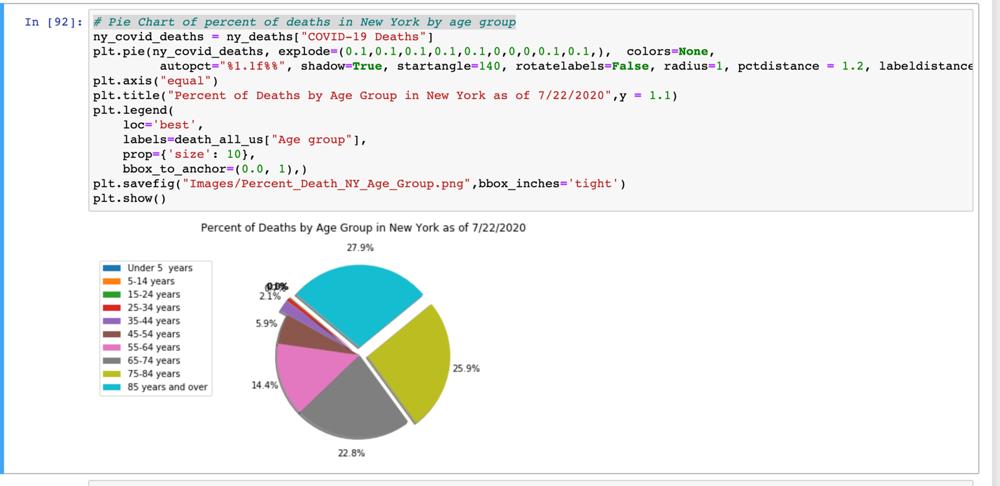 In [92]:
# Pie Chart of percent of deaths in New York by age group
ny_covid_deaths = ny_deaths["COVID-19 Deaths"]
plt.pie(ny_covid_deaths, explode=(0.1,0.1,0.1,0.1,0.1,0,0,0,0.1,0.1,),  colors=None,
autopct="%1.1f%%", shadow=True, startangle=140, rotatelabels=False, radius=1, pctdistance = 1.2, labeldistance
plt.axis("equal")
plt.title("Percent of Deaths by Age Group in New York as of 7/22/2020",y = 1.1)
plt.legend(
loc='best',
labels=death_all_us["Age group"],
prop={'size': 10},
bbox_to_anchor=(0.0, 1),)
plt.savefig("Images/Percent_Death_NY_Age_Group.png",bbox_inches='tight')
plt.show()
Percent of Deaths by Age Group in New York as of 7/22/2020
27.9%
Under 5  years
5-14 years
15-24 years
25-34 years
35-44 years
45-54 years
55-64 years
65-74 years
75-84 years
85 years and over
2.1%
5.9%
14.4%
22.8%
25.9%